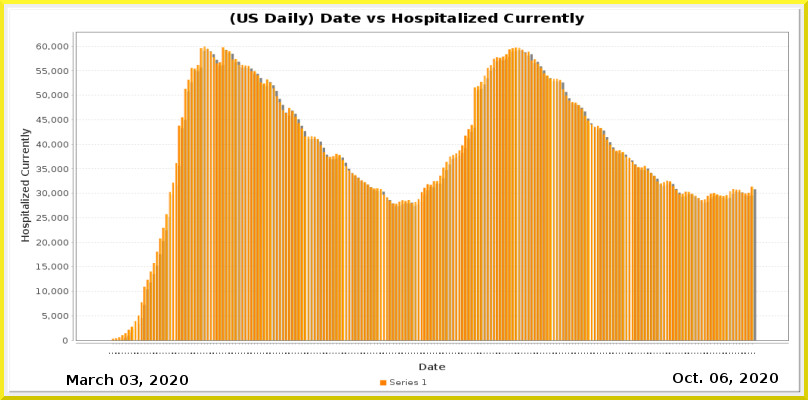 (US Daily) Date vs Hospitalized Currently
Hospitalized Currently
60,000
55,000
50,000
45,000
40,000
35,000
30,000
25,000
20,000
15,000
10,000
5,000
0
Date
March 03, 2020
Oct. 06, 2020
Series 1